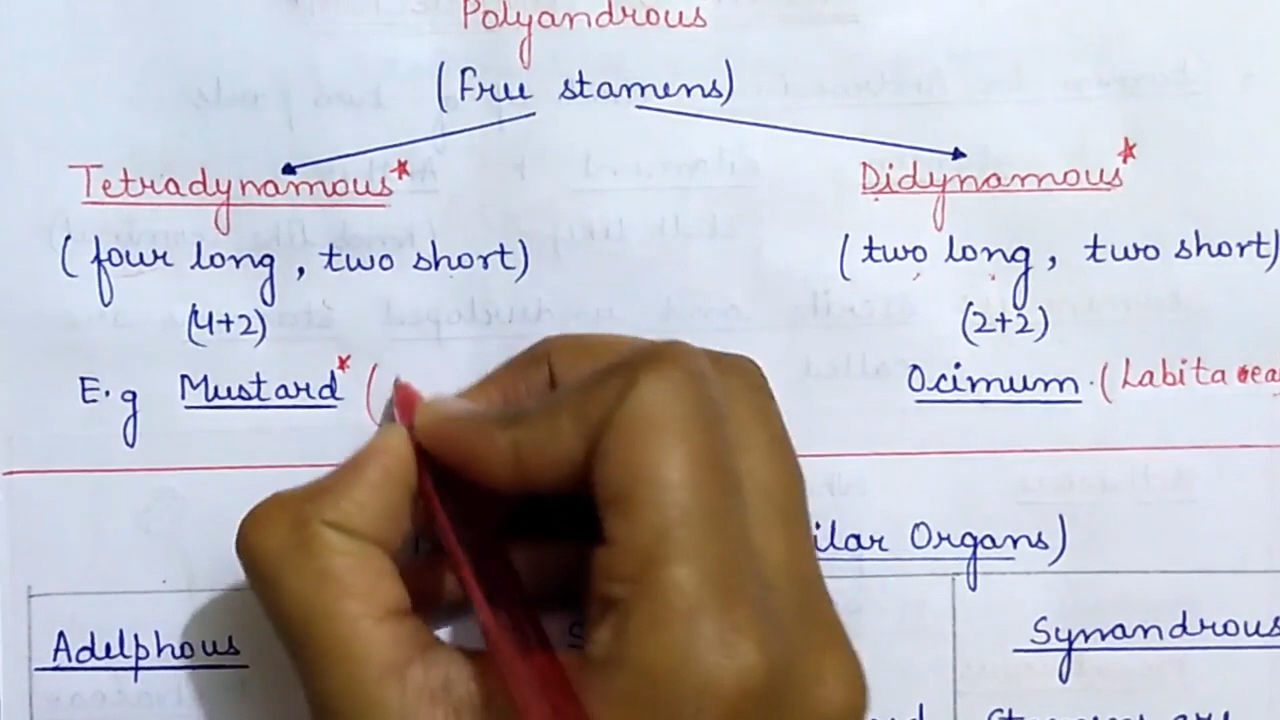 Polyandrous
(Free stamens)
Tetradynamous* Didynamous*
(four long, two short) (two long, two short)
(4+2) (2+2)
E.g Mustard* ( Ocimum. (Labita
ilar Organs)
Adelphous Synandrous